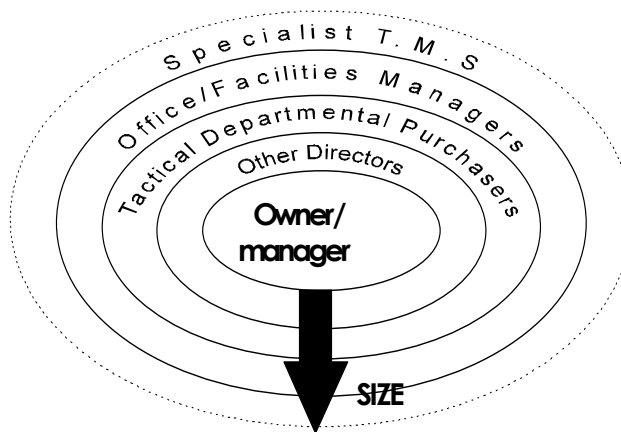 Specialist T.M.S
Office/Facilities Managers
Tactical Departmental Purchasers
Other Directors
Owner/
manager
SIZE